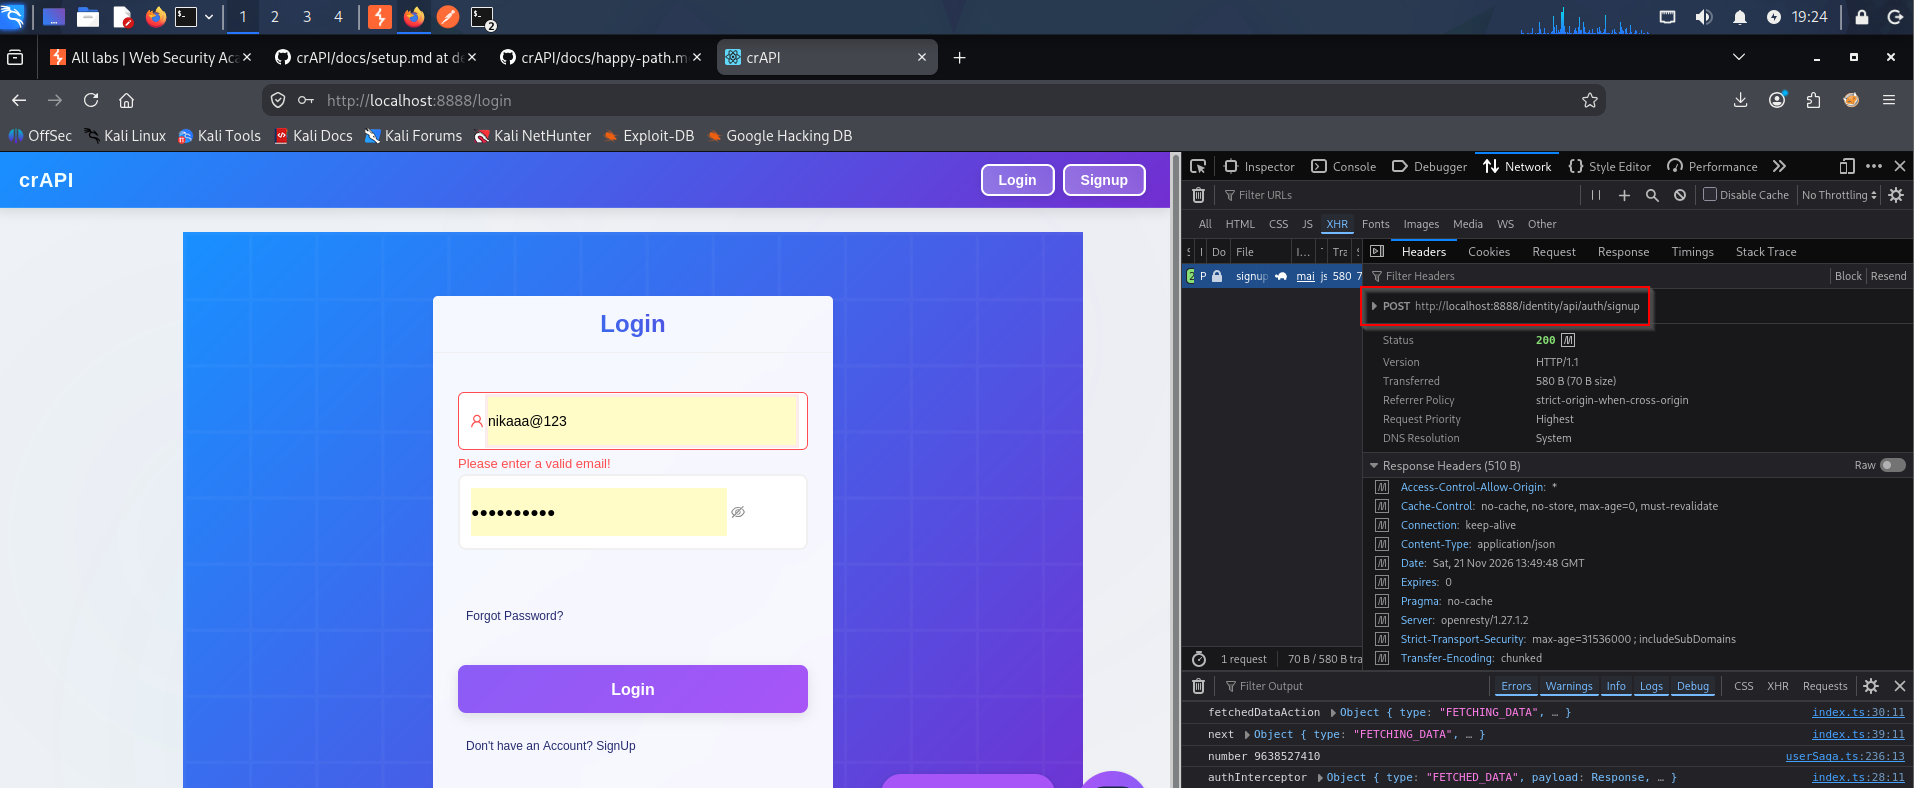 1 2 3 4 2 19:24
All labs | Web Security Aca
crAPI/docs/setup.md at de
crAPI/docs/happy-path.m
crAPI
http://localhost:8888/login
OffSec Kali Linux Kali Tools Kali Docs Kali Forums Kali NetHunter Exploit-DB Google Hacking DB
crAPI Login Signup
Login
nikaaa@123
Please enter a valid email!
Forgot Password?
Login
Don't have an Account? SignUp
Inspector Console Debugger Network Style Editor Performance
Filter URLs Disable Cache No Throttling
All HTML CSS JS XHR Fonts Images Media WS Other
Do File I... Tra
P signup mai js 580 7
Headers Cookies Request Response Timings Stack Trace
Filter Headers Block Resend
POST http://localhost:8888/identity/api/auth/signup
Status 200
Version HTTP/1.1
Transferred 580 B (70 B size)
Referrer Policy strict-origin-when-cross-origin
Request Priority Highest
DNS Resolution System
Response Headers (510 B) Raw
Access-Control-Allow-Origin: *
Cache-Control: no-cache, no-store, max-age=0, must-revalidate
Connection: keep-alive
Content-Type: application/json
Date: Sat, 21 Nov 2026 13:49:48 GMT
Expires: 0
Pragma: no-cache
Server: openresty/1.27.1.2
Strict-Transport-Security: max-age=31536000 ; includeSubDomains
Transfer-Encoding: chunked
1 request 70 B / 580 B tra
Filter Output Errors Warnings Info Logs Debug CSS XHR Requests
fetchedDataAction Object { type: "FETCHING_DATA", … } index.ts:30:11
next Object { type: "FETCHING_DATA", … } index.ts:39:11
number 9638527410 userSaga.ts:236:13
authInterceptor Object { type: "FETCHED_DATA", payload: Response, … } index.ts:28:11